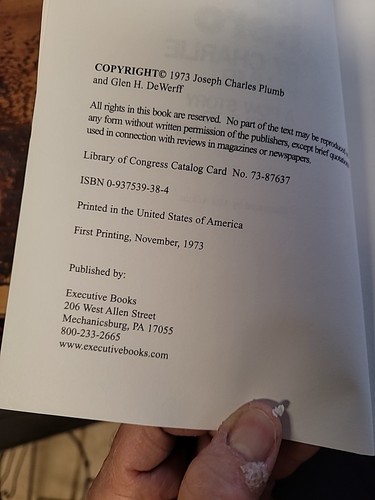 COPYRIGHT© 1973 Joseph Charles Plumb
and Glen H. DeWerff
All rights in this book are reserved. No part of the text may be reproduced
any form without written permission of the publishers, except brief
used in connection with reviews in magazines or newspapers.
Library of Congress Catalog Card No. 73-87637
ISBN 0-937539-38-4
Printed in the United States of America
First Printing, November, 1973
Published by:
Executive Books
206 West Allen Street
Mechanicsburg, PA 17055
800-233-2665
www.executivebooks.com